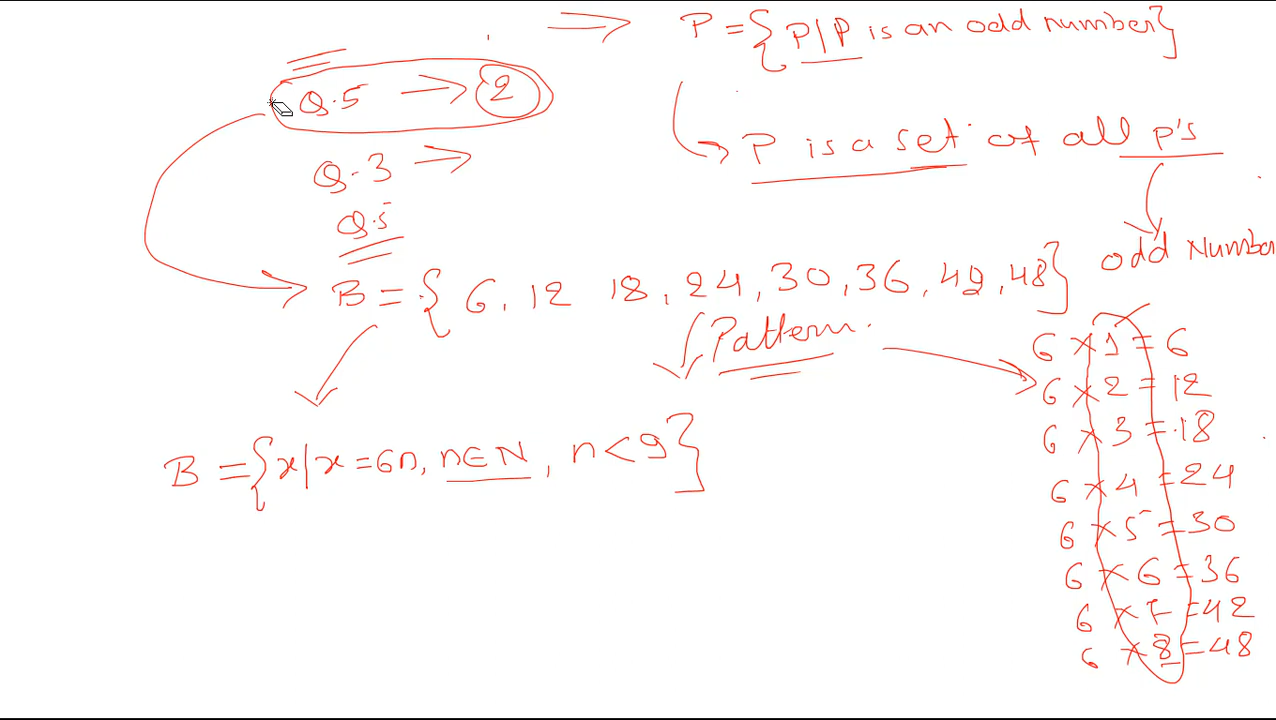 P = { P / P is an odd number}
Q.5 → 2
P is a set of all p's
Q.3 →
Q.5
odd Number
B = { 6, 12 18, 24, 30, 36, 42, 48}
Pattern.
6 × 1 = 6
6 × 2 = 12
6 × 3 = 18
6 × 4 = 24
6 × 5 = 30
6 × 6 = 36
6 × 7 = 42
6 × 8 = 48
B = {x/x = 6n, n∈N, n < 9}